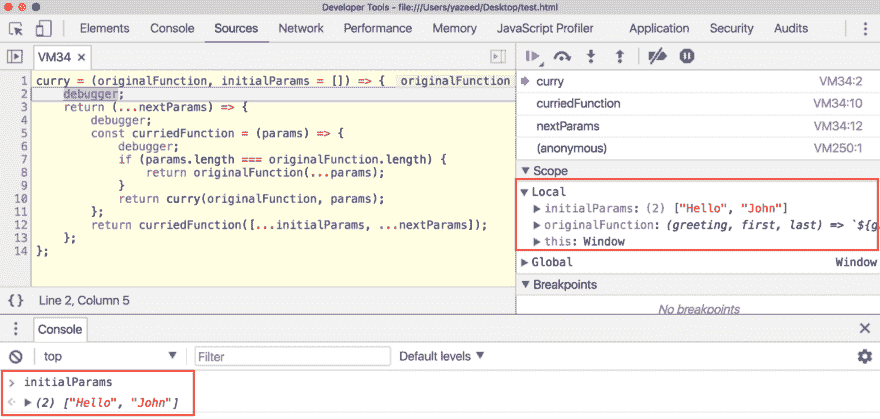 Developer Tools - file:///Users/yazeed/Desktop/test.html
Elements Console Sources Network Performance Memory JavaScript Profiler Application Security Audits
VM34 ×
1 curry = (originalFunction, initialParams = []) => { originalFunction
2 debugger;
3 return (...nextParams) => {
4 debugger;
5 const curriedFunction = (params) => {
6 debugger;
7 if (params.length === originalFunction.length) {
8 return originalFunction(...params);
9 }
10 return curry(originalFunction, params);
11 };
12 return curriedFunction([...initialParams, ...nextParams]);
13 };
14 };
{} Line 2, Column 5
curry VM34:2
curriedFunction VM34:10
nextParams VM34:12
(anonymous) VM250:1
▼ Scope
▼ Local
▶ initialParams: (2) ["Hello", "John"]
▶ originalFunction: (greeting, first, last) => `${g
▶ this: Window
▶ Global Window
▼ Breakpoints
No breakpoints
Console ×
top ▼ Filter Default levels ▼
> initialParams
▶ (2) ["Hello", "John"]